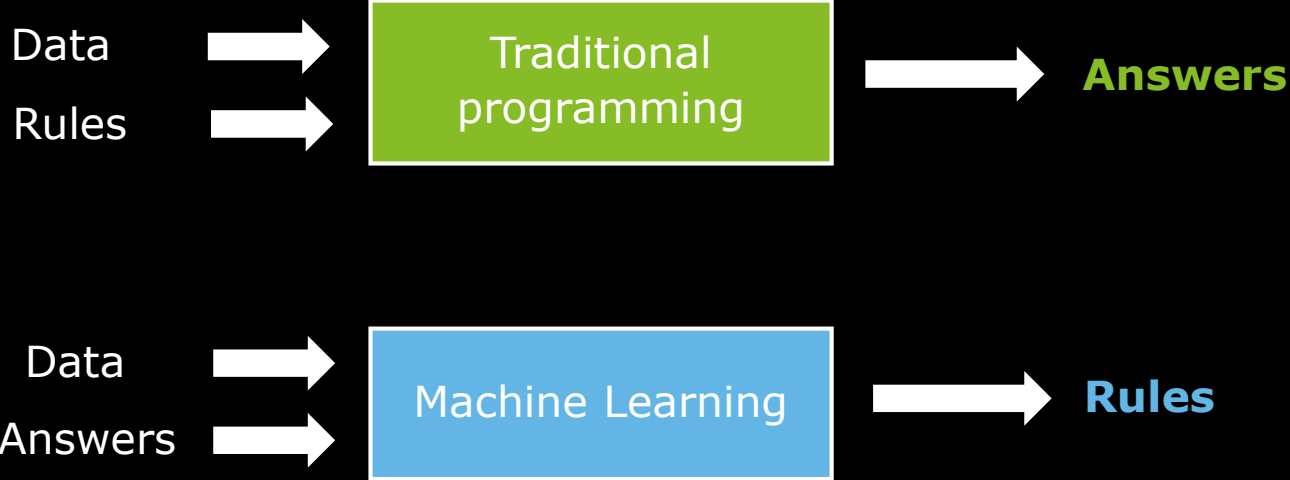 Data
Rules
Traditional
programming
Answers
Data
Answers
Machine Learning
Rules